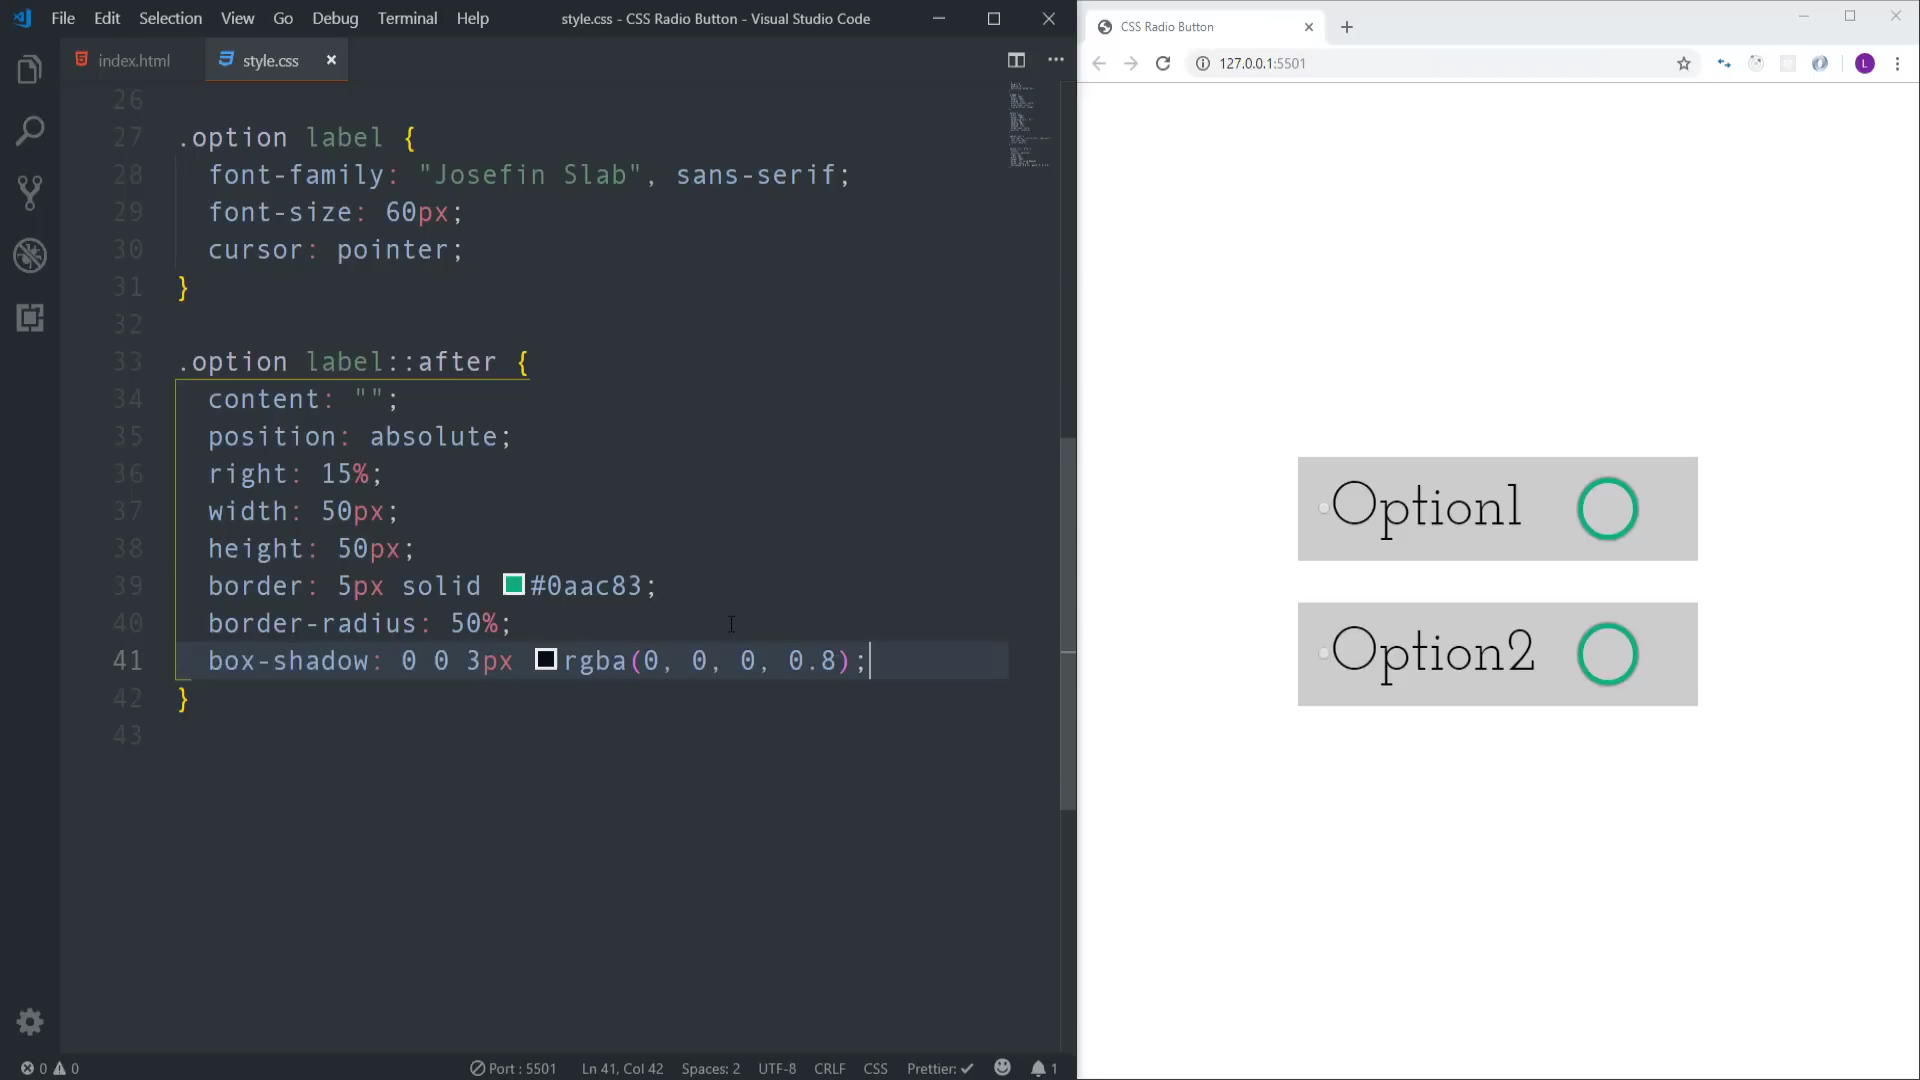 File Edit Selection View Go Debug Terminal Help style.css - CSS Radio Button - Visual Studio Code
index.html style.css
26
27 .option label {
28 font-family: "Josefin Slab", sans-serif;
29 font-size: 60px;
30 cursor: pointer;
31 }
32
33 .option label::after {
34 content: "";
35 position: absolute;
36 right: 15%;
37 width: 50px;
38 height: 50px;
39 border: 5px solid #0aac83;
40 border-radius: 50%;
41 box-shadow: 0 0 3px rgba(0, 0, 0, 0.8);
42 }
43
0 0 Port : 5501 Ln 41, Col 42 Spaces: 2 UTF-8 CRLF CSS Prettier: ✓ 1
CSS Radio Button
127.0.0.1:5501 L
Option1
Option2